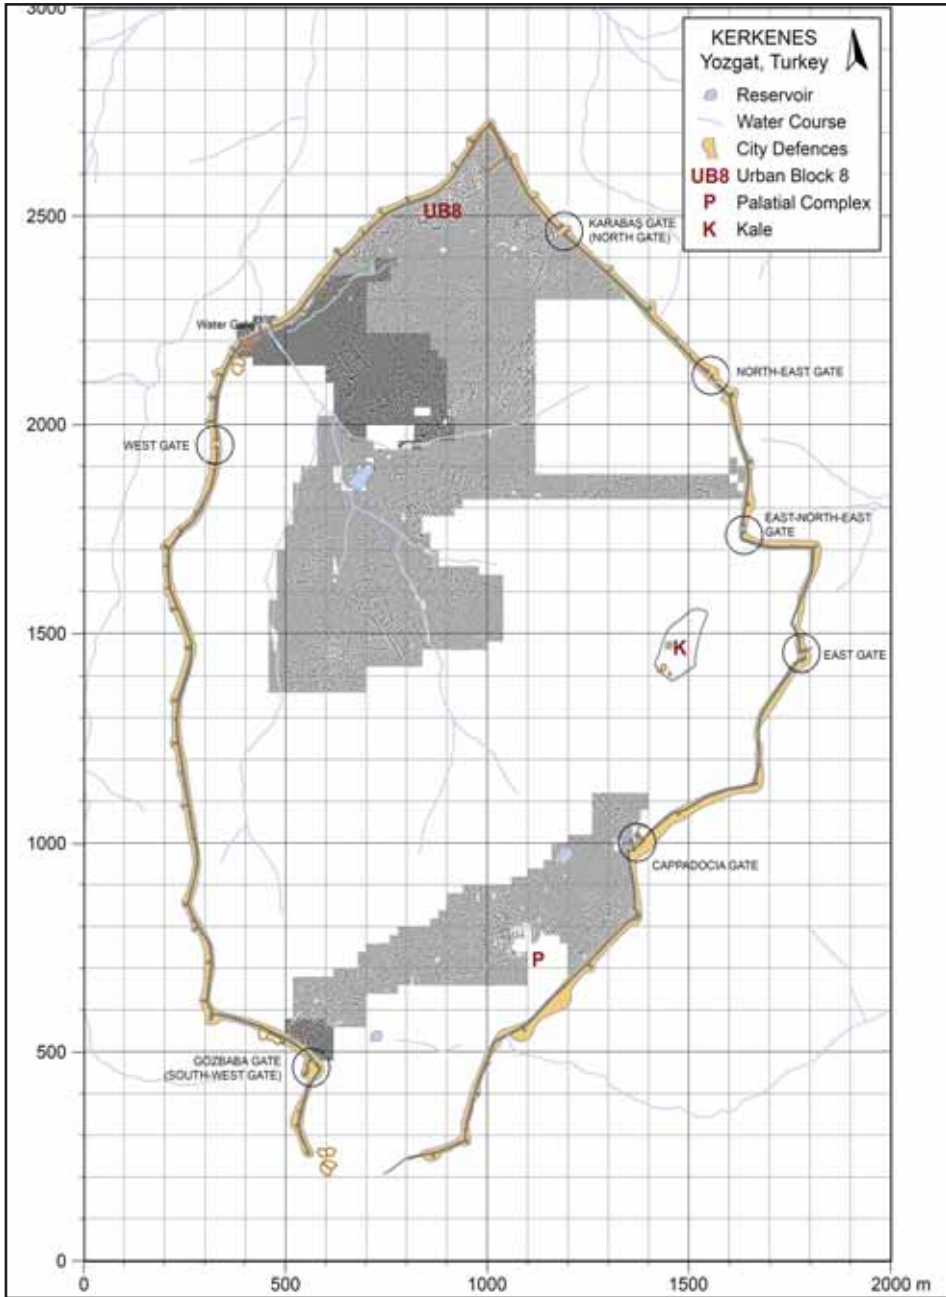 3000
KERKENES
Yozgat, Turkey
Reservoir
Water Course
City Defences
UB8 Urban Block 8
P Palatial Complex
K Kale
2500
UB8
KARABAŞ GATE
(NORTH GATE)
Water Gate
NORTH-EAST GATE
2000
WEST GATE
EAST-NORTH-EAST
GATE
1500
K
EAST GATE
1000
CAPPADOCIA GATE
P
500
GÖZBABA GATE
(SOUTH-WEST GATE)
0
0
500
1000
1500
2000 m